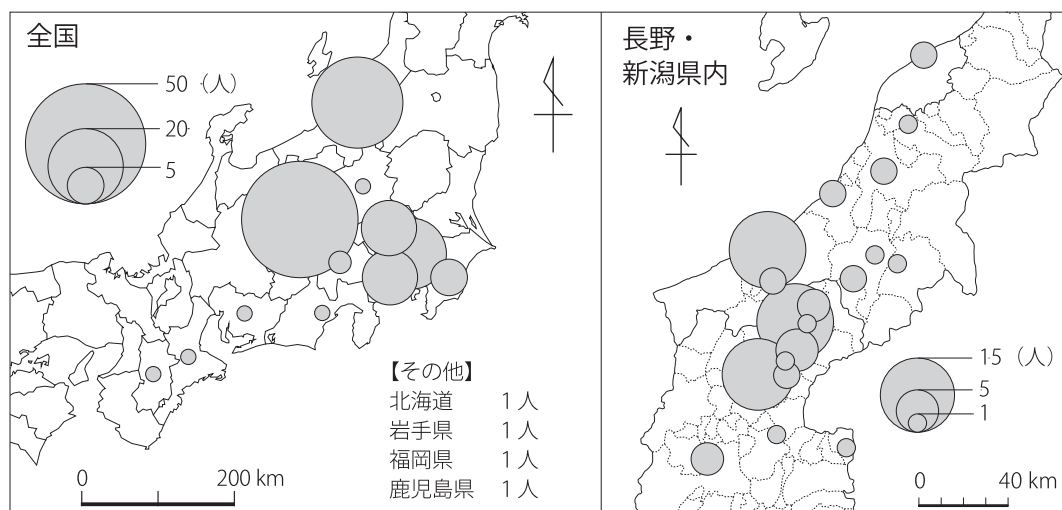 全国
50 (人)
20
5
【その他】
北海道 1人
岩手県 1人
福岡県 1人
鹿児島県 1人
0 200 km
長野・
新潟県内
15 (人)
5
1
0 40 km